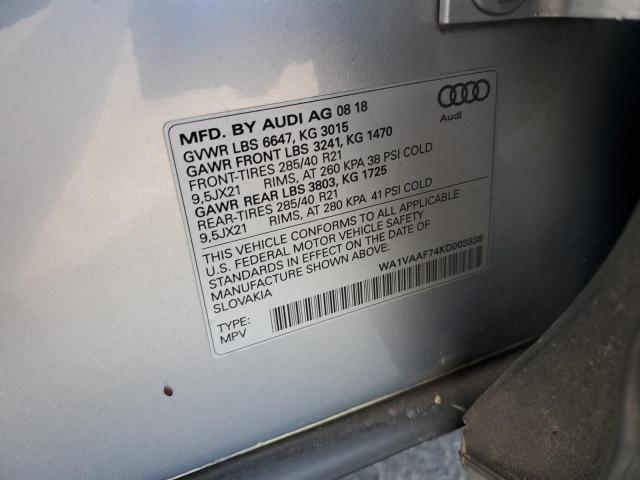 MFD. BY AUDI AG 08 18
GVWR LBS 6647, KG 3015
GAWR FRONT LBS 3241, KG 1470
FRONT-TIRES 285/40 R21
9,5JX21 RIMS, AT 260 KPA 38 PSI COLD
GAWR REAR LBS 3803, KG 1725
REAR-TIRES 285/40 R21
9,5JX21 RIMS, AT 280 KPA 41 PSI COLD
Audi
THIS VEHICLE CONFORMS TO ALL APPLICABLE
U.S. FEDERAL MOTOR VEHICLE SAFETY
STANDARDS IN EFFECT ON THE DATE OF
MANUFACTURE SHOWN ABOVE.
SLOVAKIA
WA1VAAF74KD003938
TYPE:
MPV